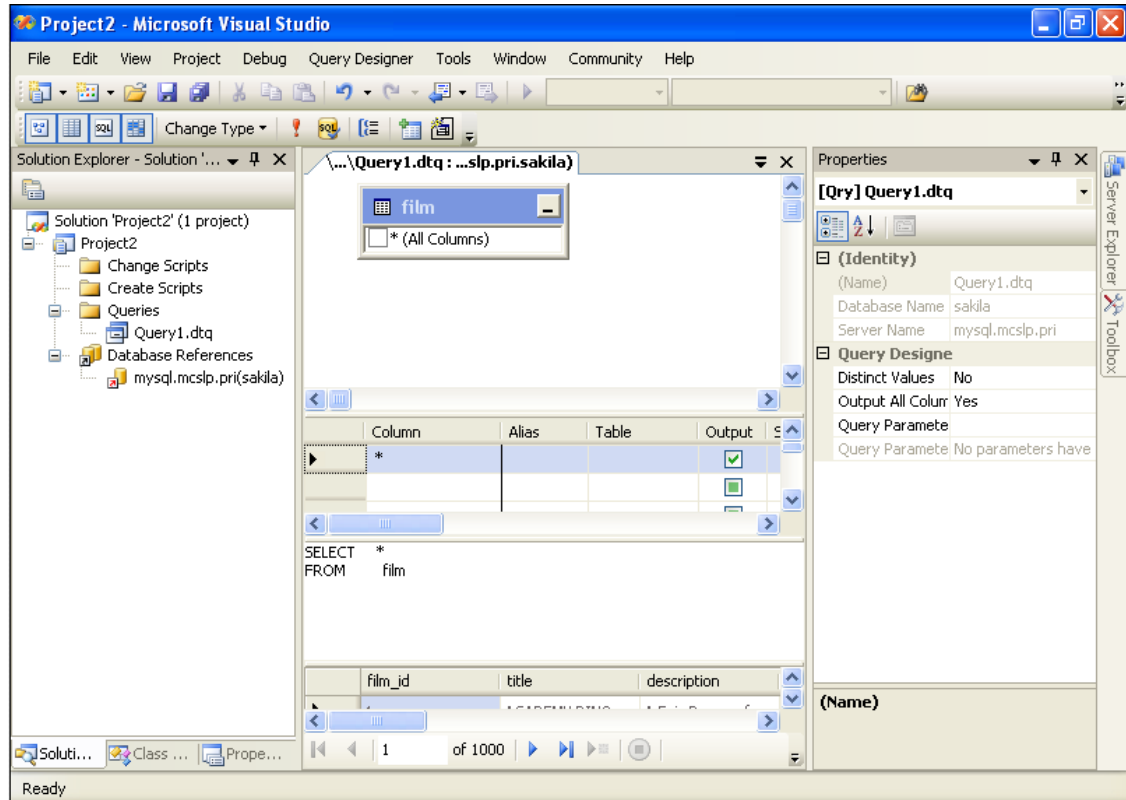 Project2 - Microsoft Visual Studio
File Edit View Project Debug Query Designer Tools Window Community Help
SQL Change Type SQL
Solution Explorer - Solution '...
Solution 'Project2' (1 project)
Project2
Change Scripts
Create Scripts
Queries
Query1.dtq
Database References
mysql.mcslp.pri(sakila)
Soluti... Class ... Prope...
\...\Query1.dtq : ...slp.pri.sakila)
film
* (All Columns)
Column Alias Table Output
*
SELECT *
FROM film
film_id title description
1 of 1000
Properties
[Qry] Query1.dtq
(Identity)
(Name) Query1.dtq
Database Name sakila
Server Name mysql.mcslp.pri
Query Designe
Distinct Values No
Output All Colum Yes
Query Paramete
Query Paramete No parameters have
(Name)
Server Explorer
Toolbox
Ready